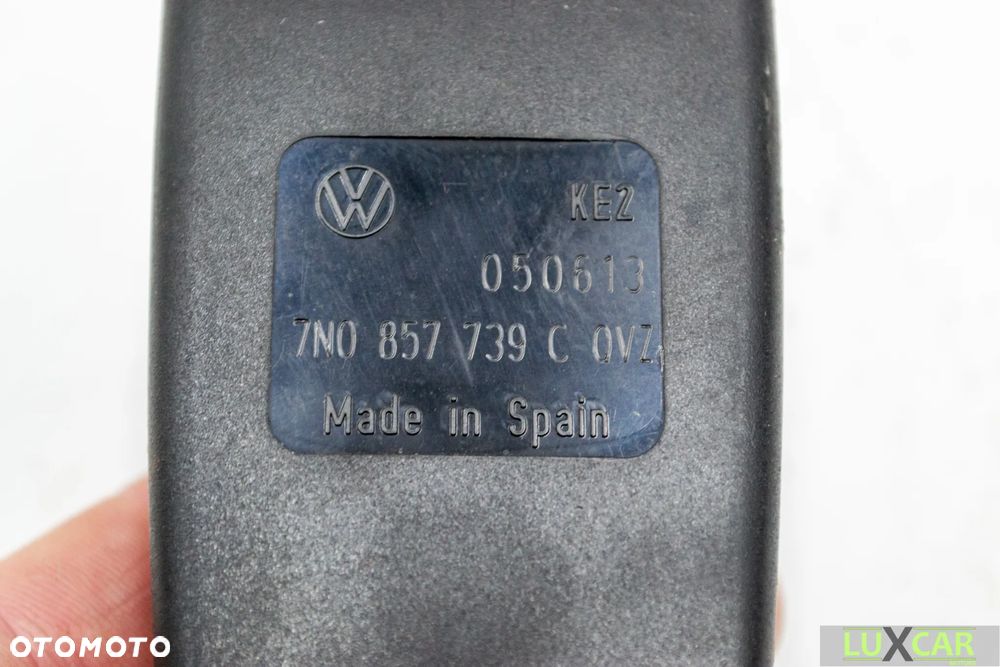 KE2
050613
7N0 857 739 C QVZ
Made in Spain
OTOMOTO
LUXCAR